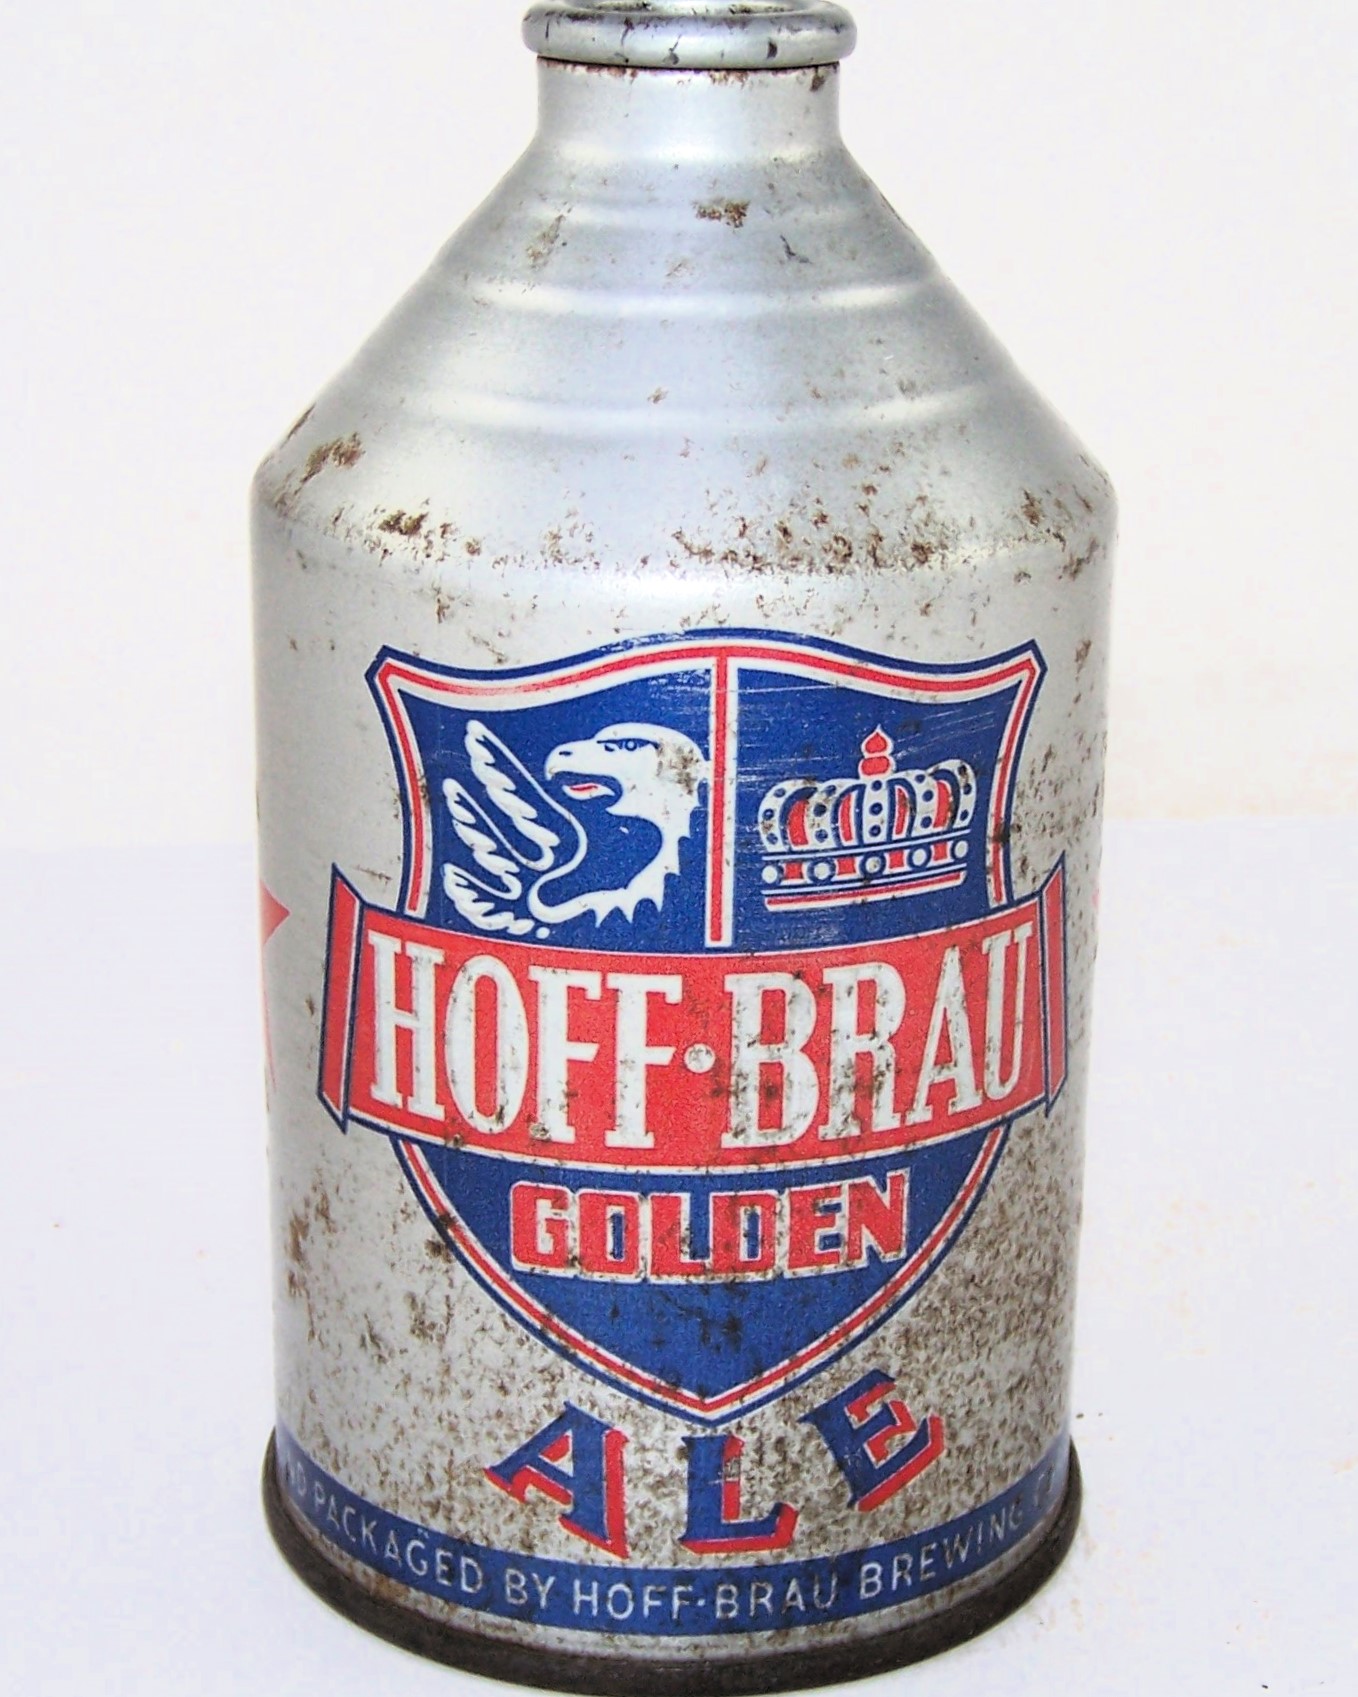 HOFF·BRAU
GOLDEN
ALE
PACKAGED BY HOFF·BRAU BREWING